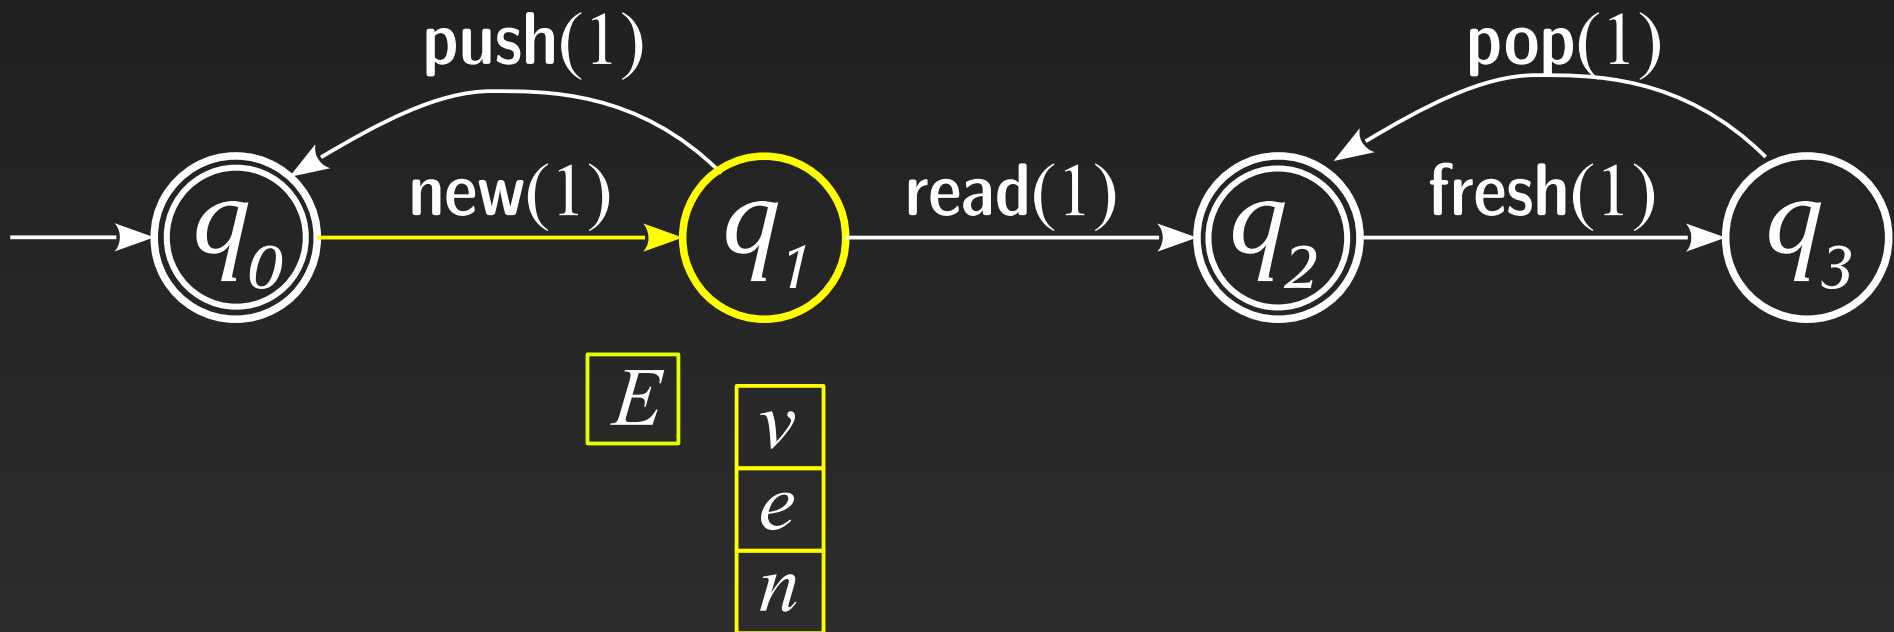 push(1) pop(1)
new(1) read(1) fresh(1)
q0 q1 q2 q3
E
v
e
n